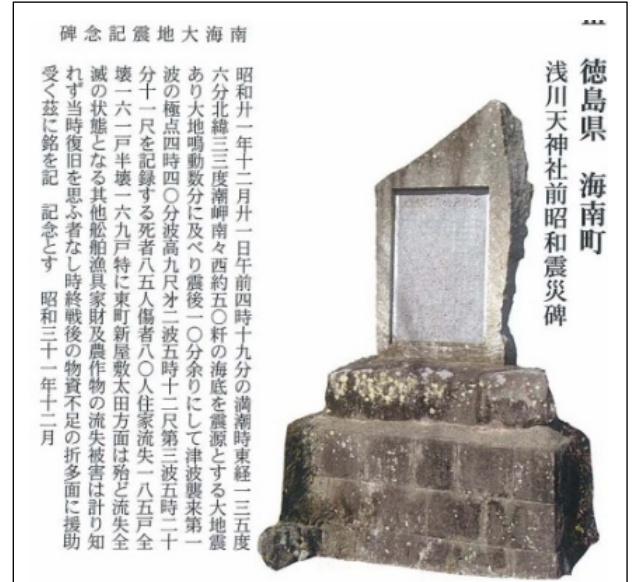 徳島県　海南町
浅川天神社前昭和震災碑
南海大地震記念碑
昭和廿一年十二月廿一日午前四時十九分の満潮時東経一三五度
六分北緯三三度潮岬南々西約五〇粁の海底を震源とする大地震
あり大地鳴動数分に及べり震後一〇分余りにして津波襲来第一
波の極点四時四〇分波高九尺才二波五時十二尺第三波五時二十
分十一尺を記録する死者八五人傷者八〇人住家流失一八五戸全
壊一六一戸半壊一六九戸特に東町新屋敷太田方面は殆ど流失全
滅の状態となる其他舩舶漁具家財及農作物の流失被害は計り知
れず当時復旧を思ふ者なし時終戦後の物資不足の折多面に援助
受く茲に銘を記　記念とす　昭和三十一年十二月